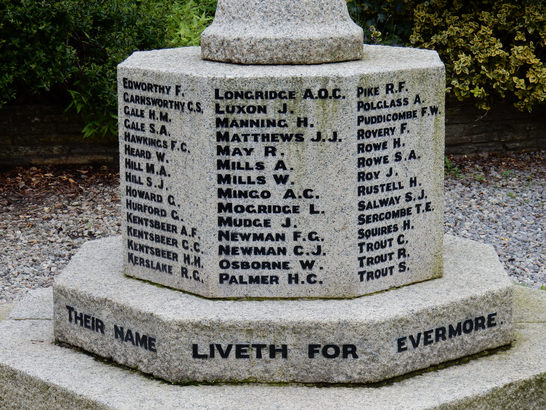 EDWORTHY F.
GARNSWORTHY C.S.
GALE H.M.
GALE S.A.
HAWKINGS F.C.
HEARD W.
HILL M.A.
HILL S.J.
HOWARD G.
HURFORD G.
KENTSBEER A.F.
KENTSBEER C.C.
KENTSBEER H.H.
KERSLAKE R.C.
LONGRIDGE A.O.C.
LUXON J.
MANNING H.
MATTHEWS J.J.
MAY R.
MILLS A.
MILLS W.
MINGO A.C.
MOGRIDGE L.
MUDGE J.
NEWMAN F.G.
NEWMAN C.J.
OSBORNE W.
PALMER H.C.
PIKE R.F.
POLGLASS A.
PUDDICOMBE F.W.
ROVERY F.
ROWE H.
ROWE S.A.
ROY J.
RUSTELL H.
SALWAY S.J.
SERCOMBE T.E.
SQUIRES H.
TROUT C.
TROUT R.
TROUT S.
THEIR NAME LIVETH FOR EVERMORE.